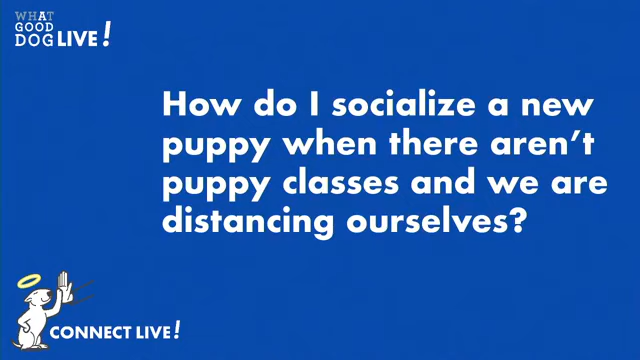 WHAT
GOOD
DOG LIVE!
How do I socialize a new
puppy when there aren’t
puppy classes and we are
distancing ourselves?
CONNECT LIVE!